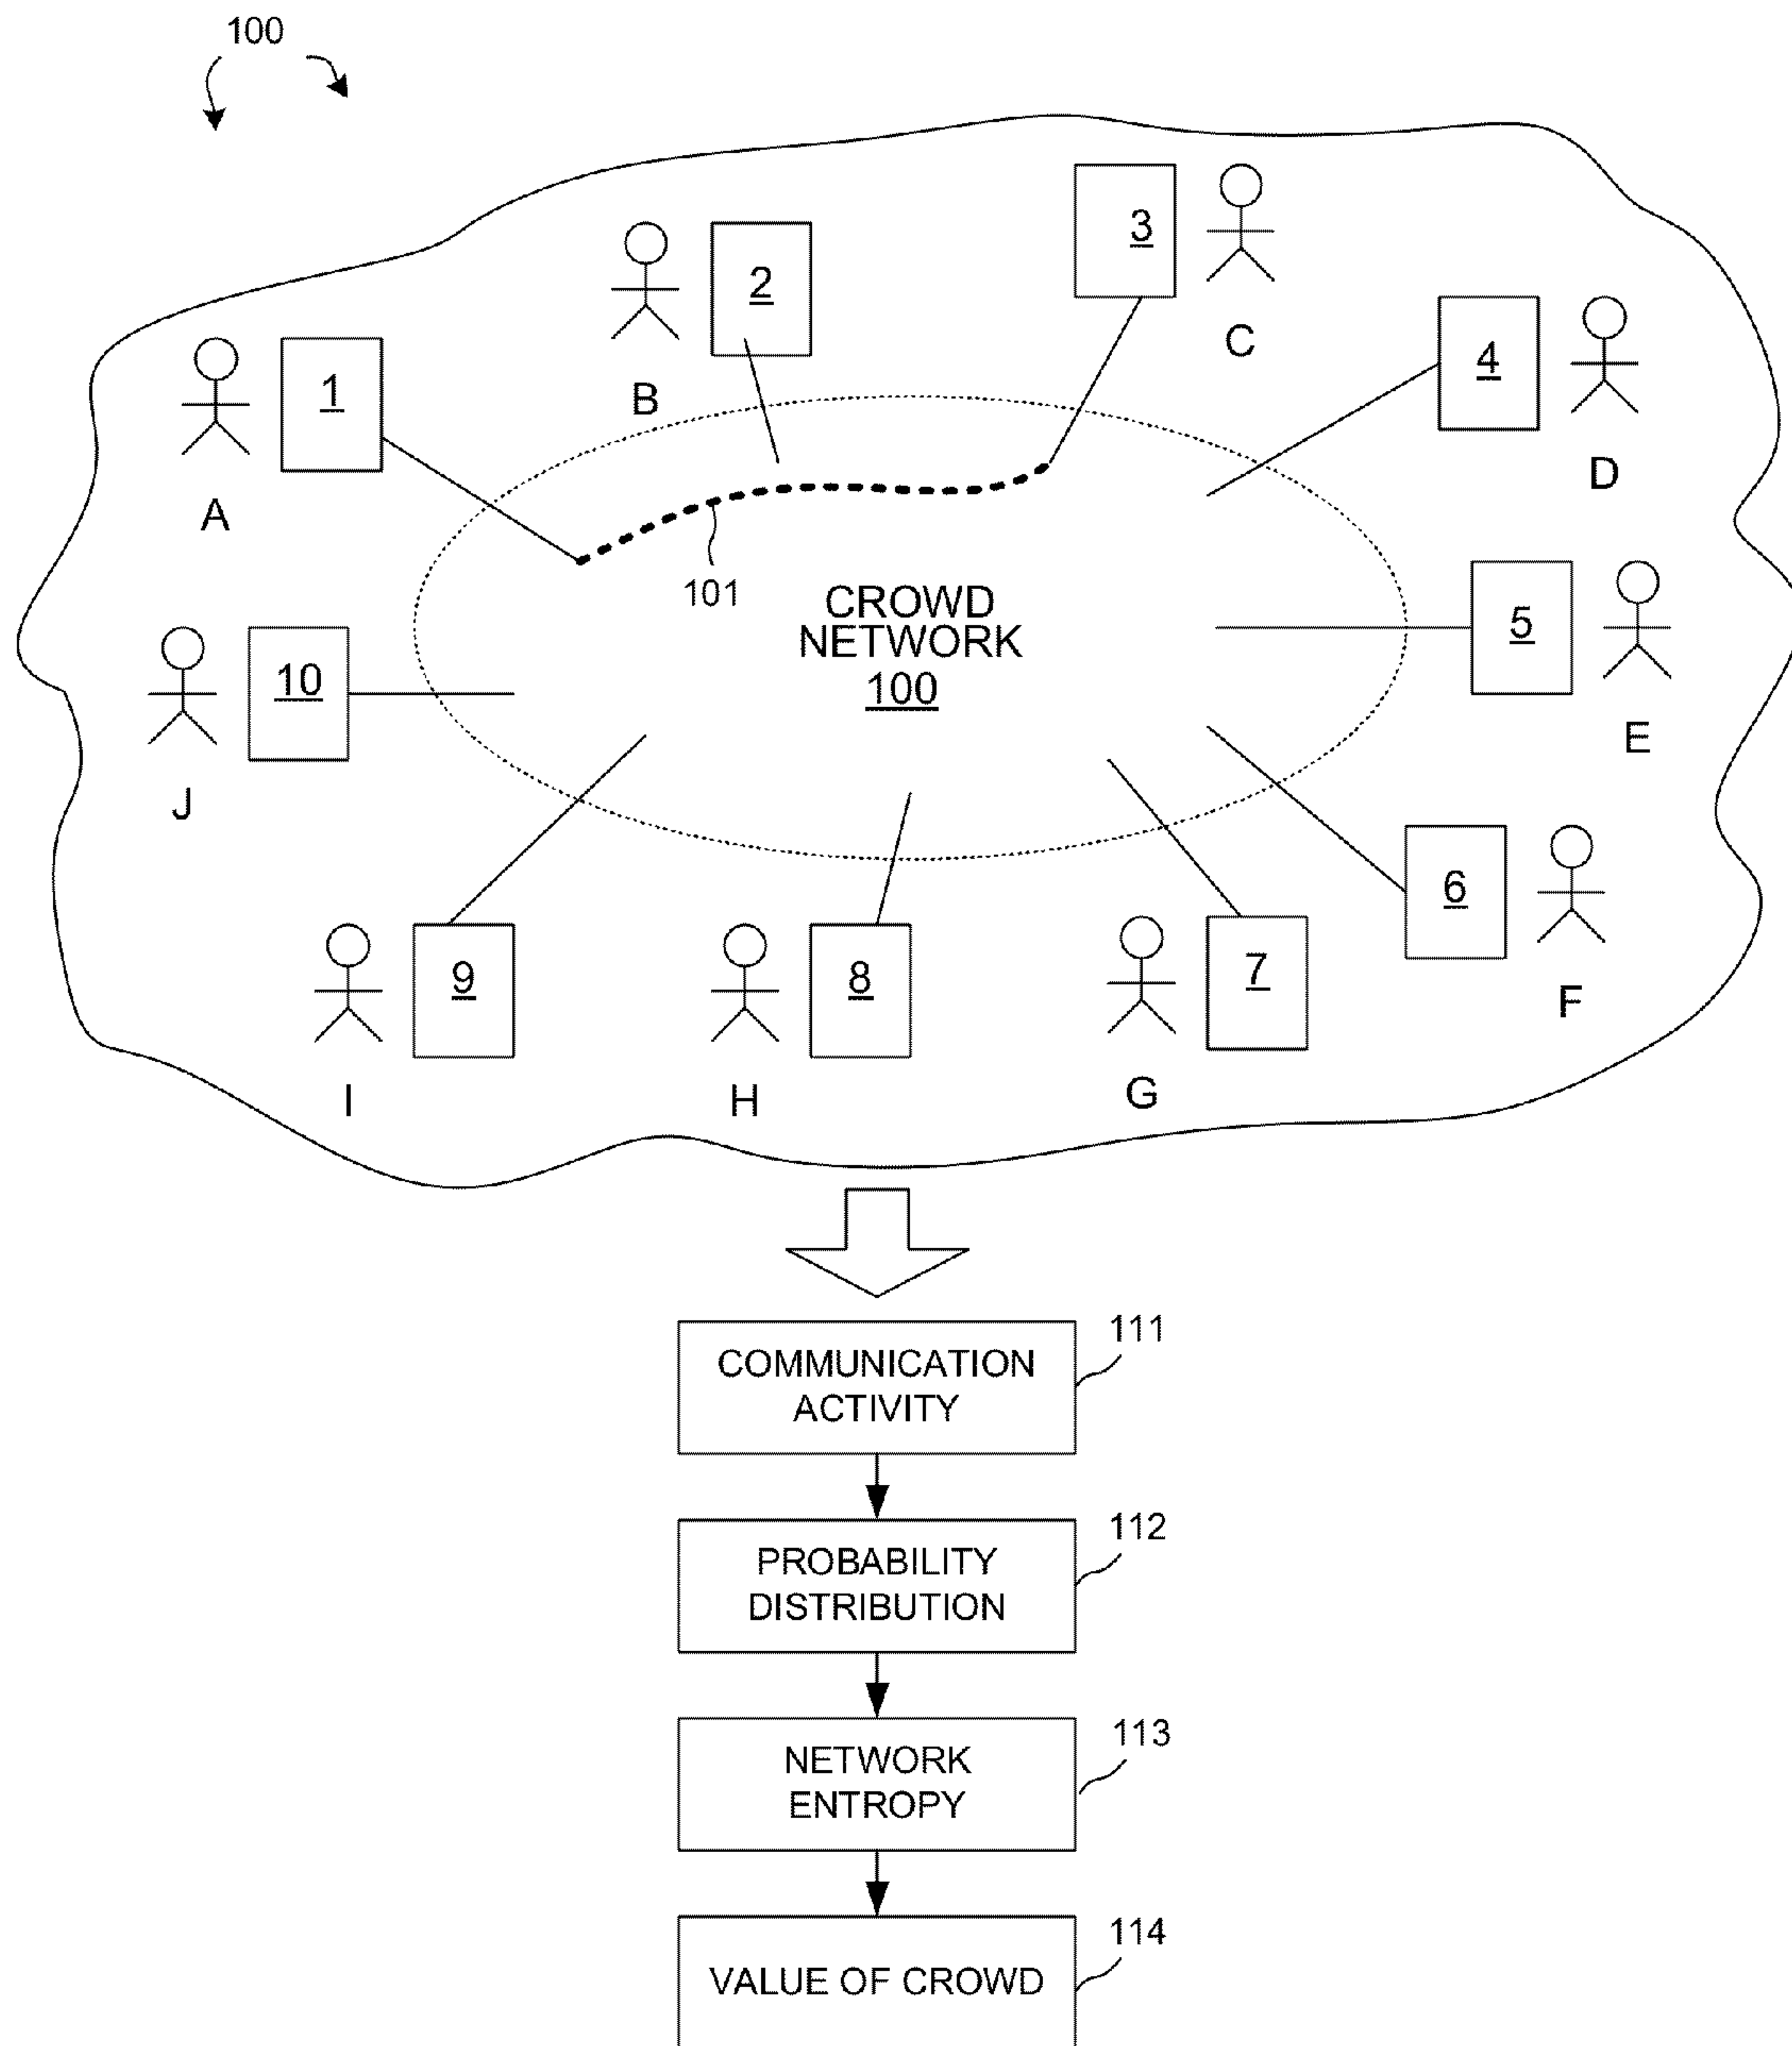 100
3
2
C
4
1
B
D
A
101
CROWD
NETWORK
100
5
10
E
J
6
9
8
7
F
I
H
G
111
COMMUNICATION
ACTIVITY
112
PROBABILITY
DISTRIBUTION
113
NETWORK
ENTROPY
114
VALUE OF CROWD